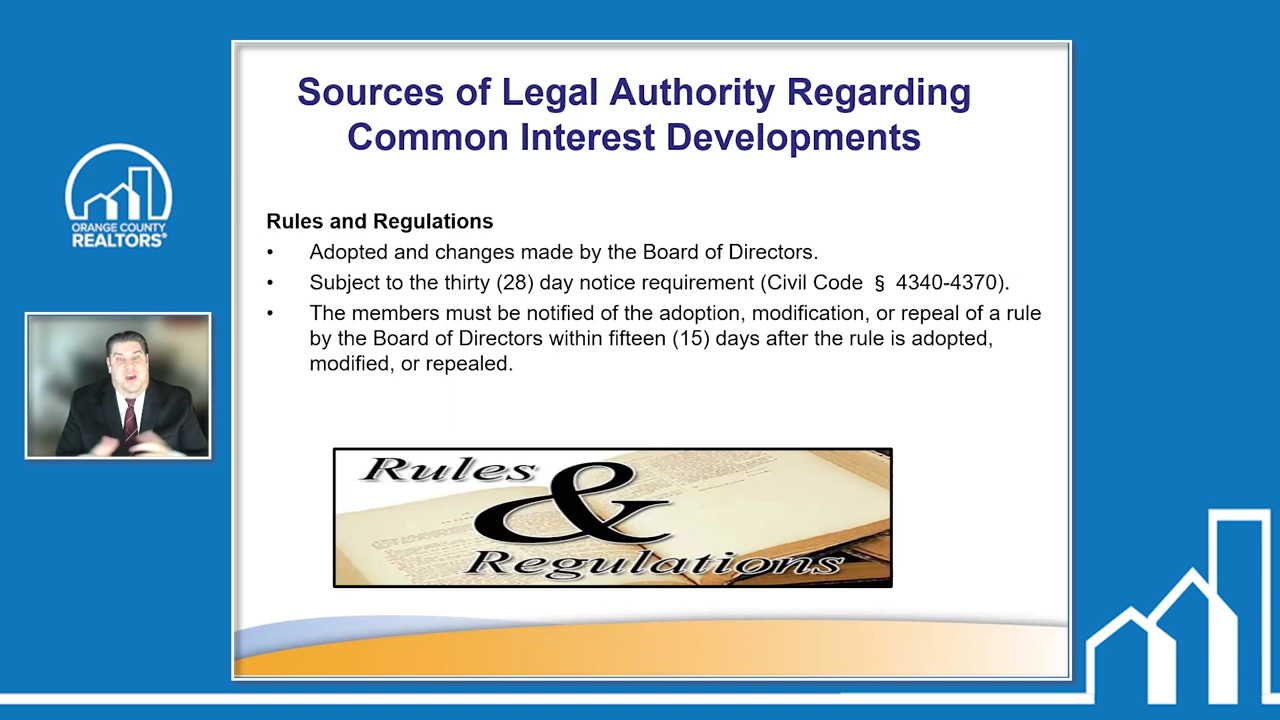 Sources of Legal Authority Regarding
Common Interest Developments
ORANGE COUNTY
REALTORS®
Rules and Regulations
• Adopted and changes made by the Board of Directors.
• Subject to the thirty (28) day notice requirement (Civil Code § 4340-4370).
• The members must be notified of the adoption, modification, or repeal of a rule
by the Board of Directors within fifteen (15) days after the rule is adopted,
modified, or repealed.
Rules
&
Regulations